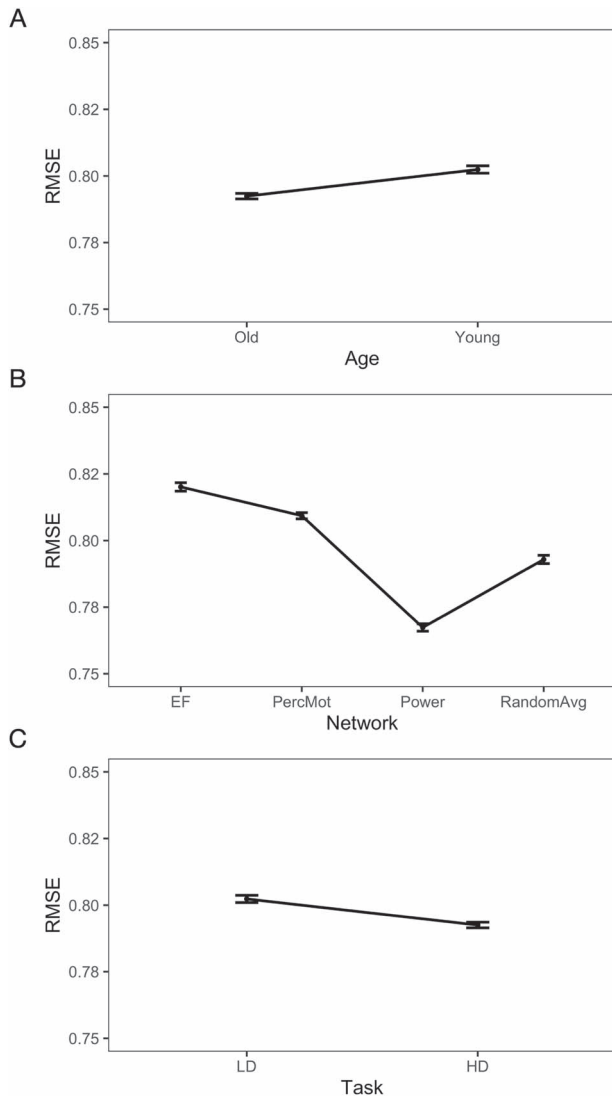 A
0.85
0.82
0.80
0.78
0.75
RMSE
Old Young
Age
B
0.85
0.82
0.80
0.78
0.75
RMSE
EF PercMot Power RandomAvg
Network
C
0.85
0.82
0.80
0.78
0.75
RMSE
LD HD
Task